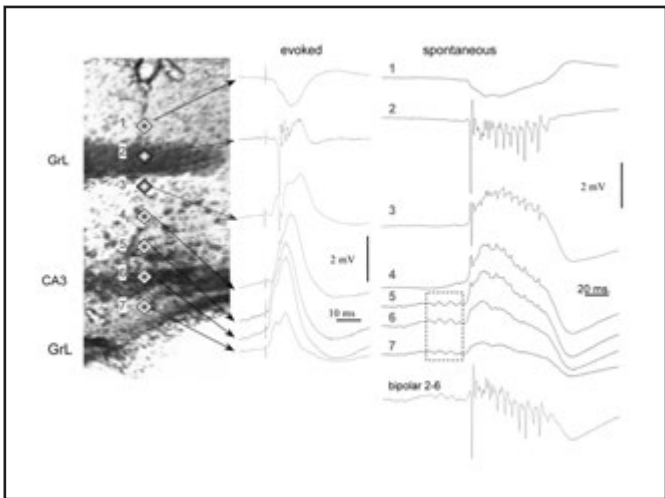 evoked
spontaneous
1
2
3
4
5
6
7
GrL
CA3
GrL
2 mV
10 ms
1
2
3
4
5
6
7
2 mV
20 ms
bipolar 2-6